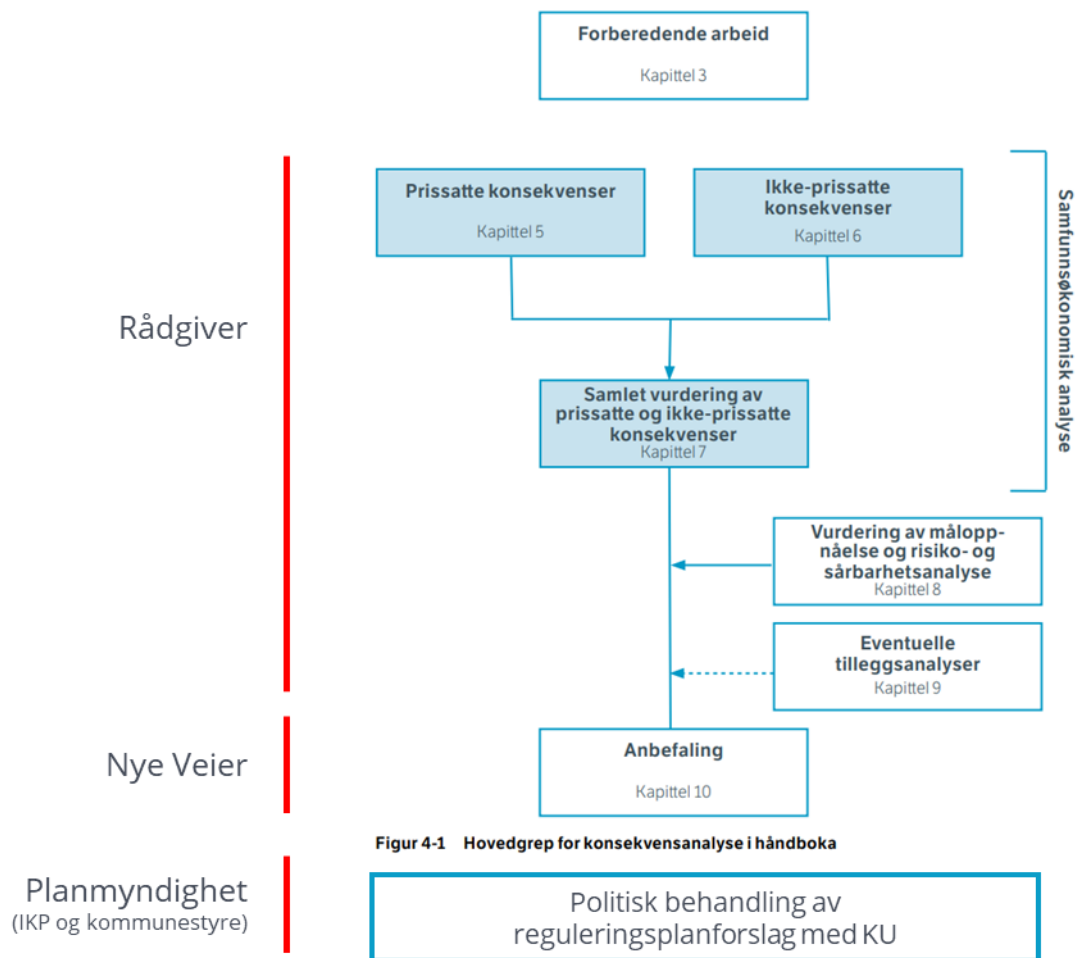 Forberedende arbeid
Kapittel 3
Rådgiver
Prissatte konsekvenser
Kapittel 5
Ikke-prissatte
konsekvenser
Kapittel 6
Samfunnsøkonomisk analyse
Samlet vurdering av
prissatte og ikke-prissatte
konsekvenser
Kapittel 7
Vurdering av målopp-
nåelse og risiko- og
sårbarhetsanalyse
Kapittel 8
Eventuelle
tilleggsanalyser
Kapittel 9
Nye Veier
Anbefaling
Kapittel 10
Figur 4-1 Hovedgrep for konsekvensanalyse i håndboka
Planmyndighet
(IKP og kommunestyre)
Politisk behandling av
reguleringsplanforslag med KU